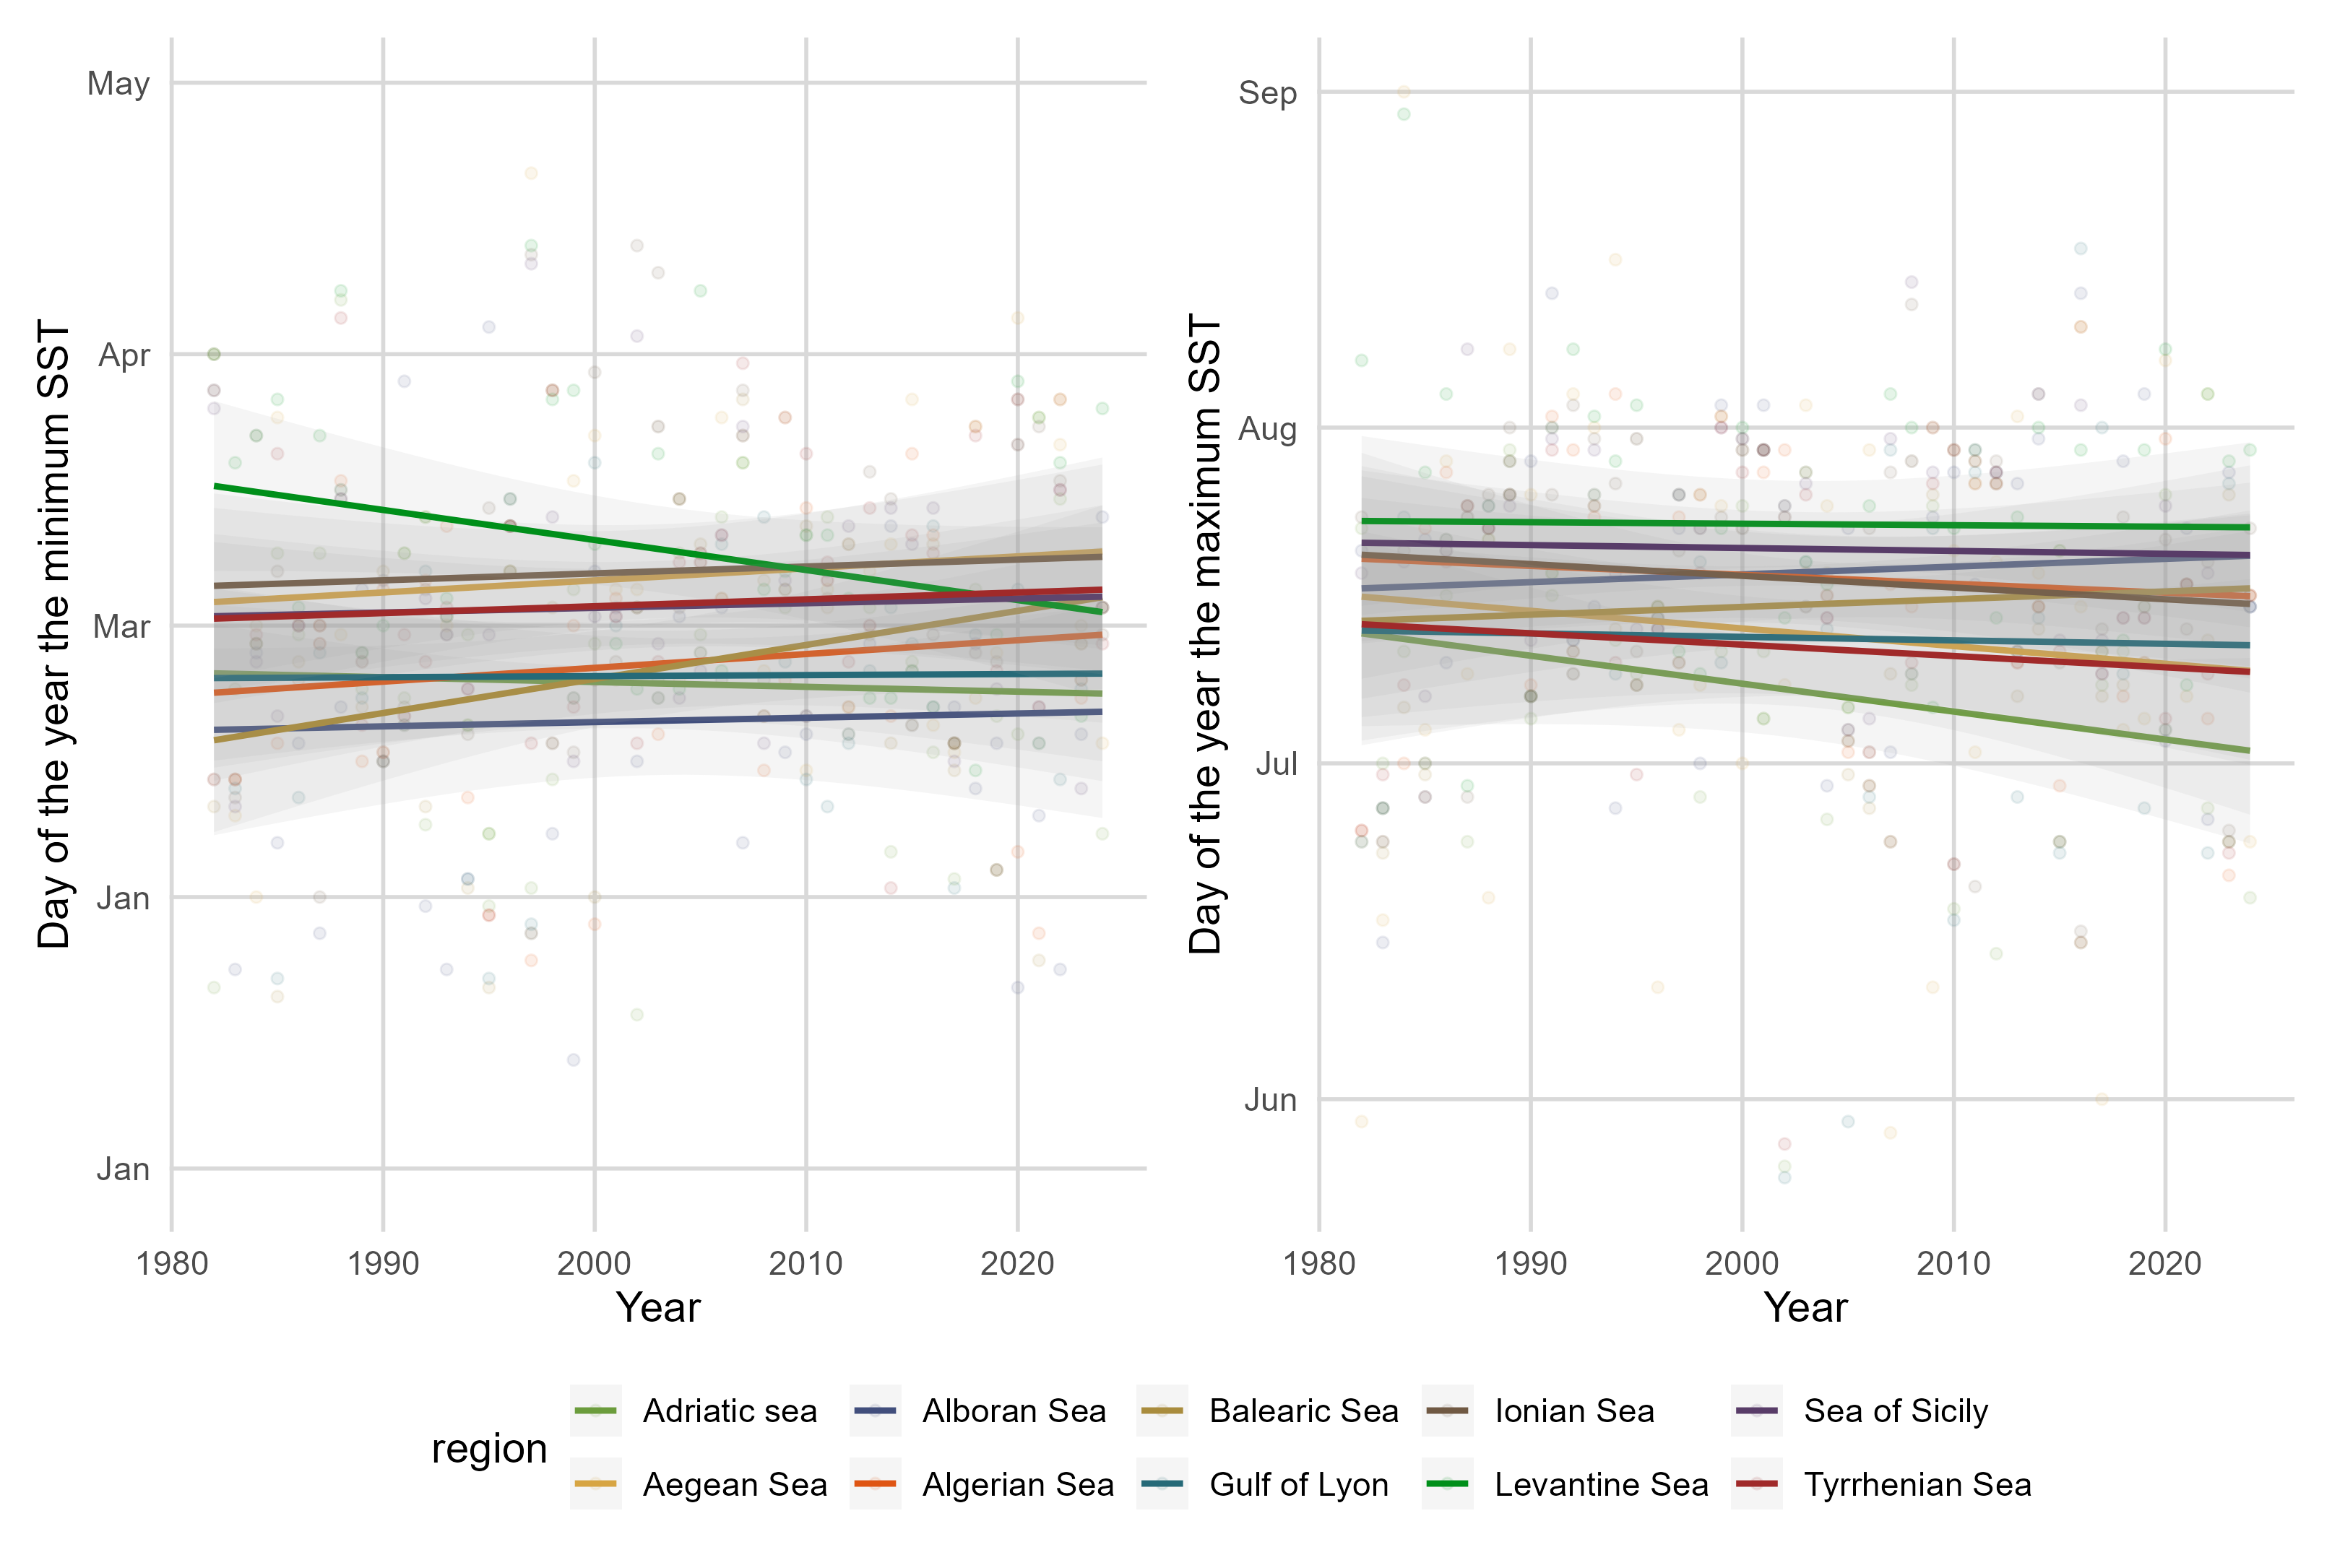 Day of the year the minimum SST
May
Apr
Mar
Jan
Jan
1980 1990 2000 2010 2020
Year
Day of the year the maximum SST
Sep
Aug
Jul
Jun
1980 1990 2000 2010 2020
Year
region
Adriatic sea Alboran Sea Balearic Sea Ionian Sea Sea of Sicily
Aegean Sea Algerian Sea Gulf of Lyon Levantine Sea Tyrrhenian Sea